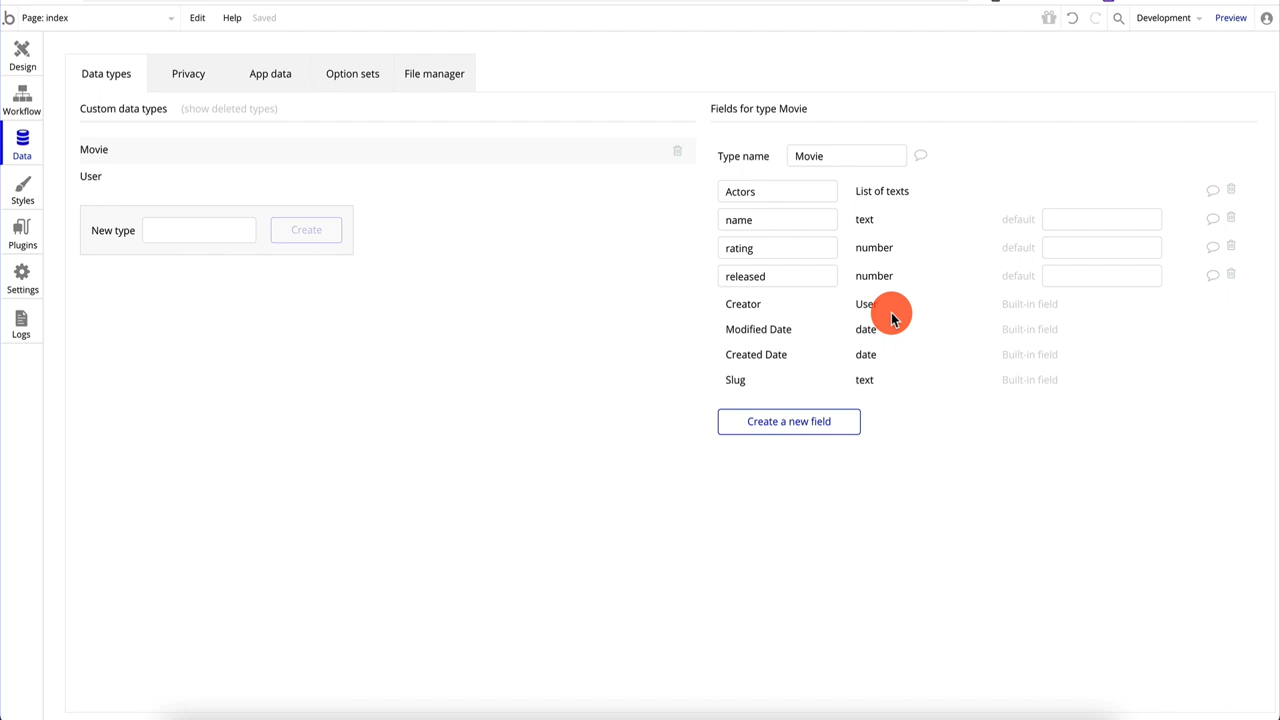 b Page: index Edit Help Saved Development Preview
Design
Workflow
Data
Styles
Plugins
Settings
Logs
Data types Privacy App data Option sets File manager
Custom data types (show deleted types)
Movie
User
New type Create
Fields for type Movie
Type name Movie
Actors List of texts
name text default
rating number default
released number default
Creator User Built-in field
Modified Date date Built-in field
Created Date date Built-in field
Slug text Built-in field
Create a new field